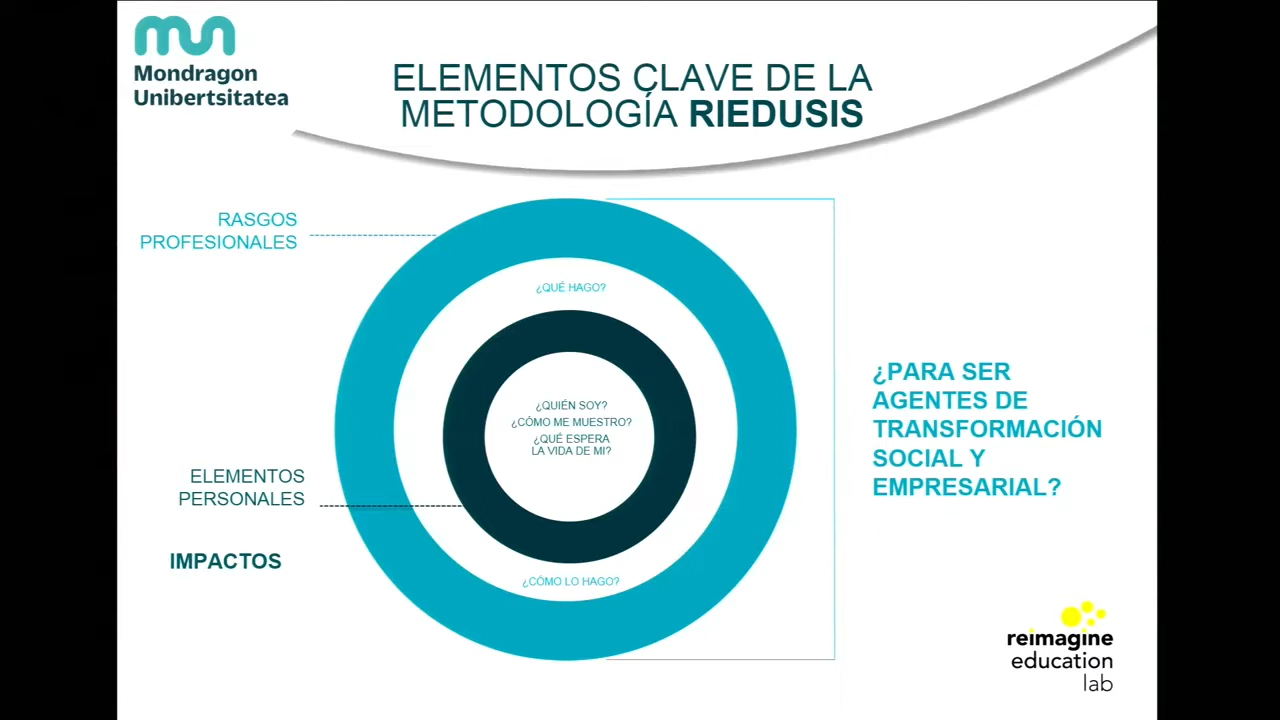 Mondragon
Unibertsitatea
ELEMENTOS CLAVE DE LA
METODOLOGÍA RIEDUSIS
RASGOS
PROFESIONALES
¿QUÉ HAGO?
¿QUIÉN SOY?
¿CÓMO ME MUESTRO?
¿QUÉ ESPERA
LA VIDA DE MI?
¿PARA SER
AGENTES DE
TRANSFORMACIÓN
SOCIAL Y
EMPRESARIAL?
ELEMENTOS
PERSONALES
IMPACTOS
¿CÓMO LO HAGO?
reimagine
education
lab